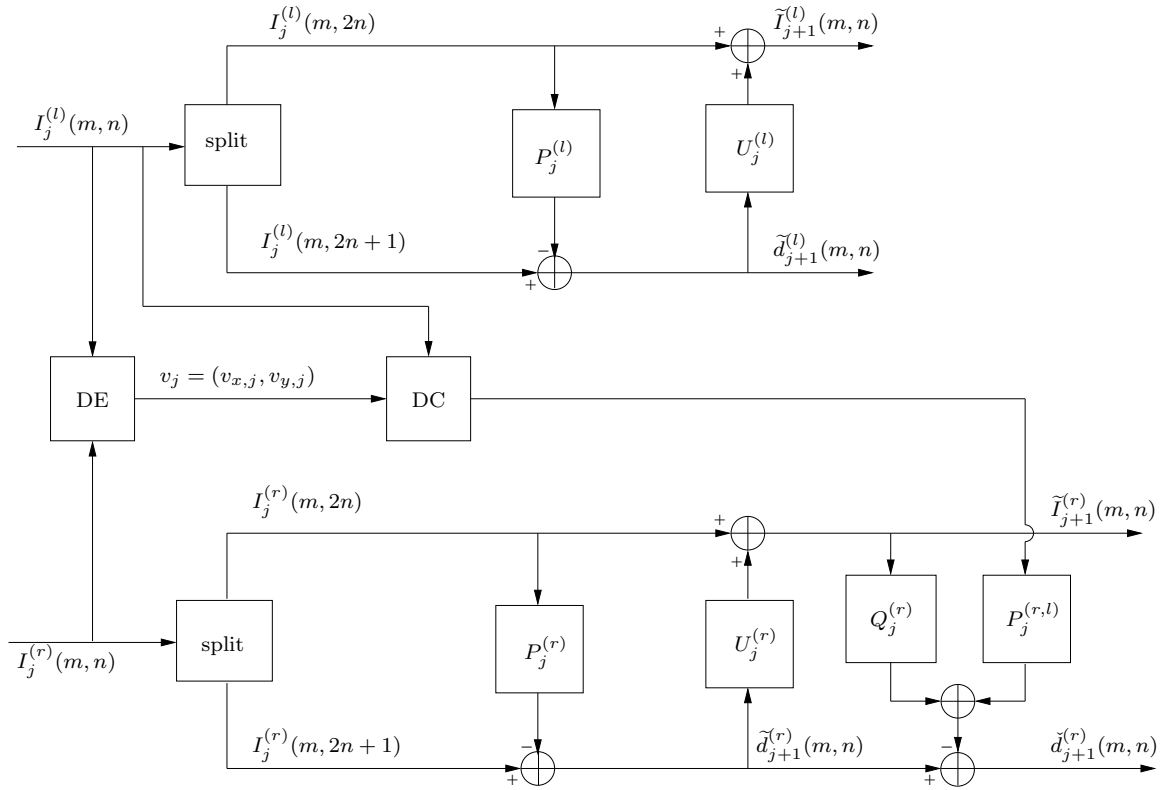 I_j^{(l)}(m, 2n)
\widetilde{I}_{j+1}^{(l)}(m, n)
+
+
I_j^{(l)}(m, n)
split
P_j^{(l)}
U_j^{(l)}
I_j^{(l)}(m, 2n + 1)
−
+
\widetilde{d}_{j+1}^{(l)}(m, n)
DE
v_j = (v_{x,j}, v_{y,j})
DC
I_j^{(r)}(m, 2n)
+
+
\widetilde{I}_{j+1}^{(r)}(m, n)
I_j^{(r)}(m, n)
split
P_j^{(r)}
U_j^{(r)}
Q_j^{(r)}
P_j^{(r,l)}
I_j^{(r)}(m, 2n + 1)
−
+
\widetilde{d}_{j+1}^{(r)}(m, n)
−
+
\check{d}_{j+1}^{(r)}(m, n)